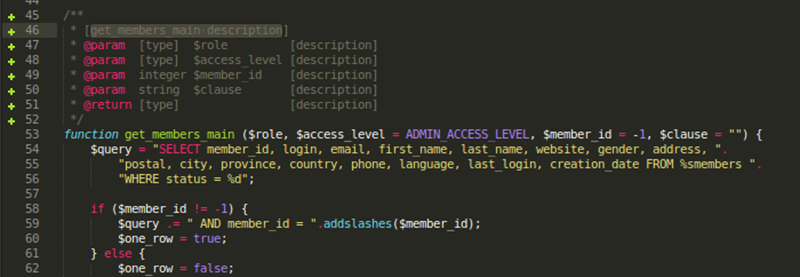 44
45 /**
46 * [get_members_main description]
47 * @param [type] $role [description]
48 * @param [type] $access_level [description]
49 * @param integer $member_id [description]
50 * @param string $clause [description]
51 * @return [type] [description]
52 */
53 function get_members_main ($role, $access_level = ADMIN_ACCESS_LEVEL, $member_id = -1, $clause = "") {
54 $query = "SELECT member_id, login, email, first_name, last_name, website, gender, address, ".
55 "postal, city, province, country, phone, language, last_login, creation_date FROM %smembers ".
56 "WHERE status = %d";
57
58 if ($member_id != -1) {
59 $query .= " AND member_id = ".addslashes($member_id);
60 $one_row = true;
61 } else {
62 $one_row = false;